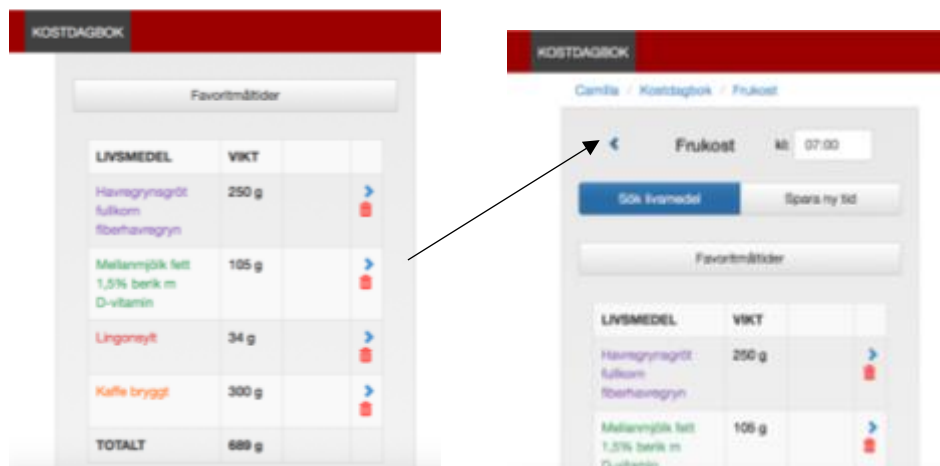 KOSTDAGBOK
Favoritmåltider
LIVSMEDEL VIKT
Havregrynsgröt 250 g
fullkorn
fiberhavregryn
Mellanmjölk fett 105 g
1,5% berik m
D-vitamin
Lingonsylt 34 g
Kaffe bryggt 300 g
TOTALT 689 g
KOSTDAGBOK
Camilla / Kostdagbok / Frukost
Frukost kl: 07:00
Sök livsmedel Spara ny tid
Favoritmåltider
LIVSMEDEL VIKT
Havregrynsgröt 250 g
fullkorn
fiberhavregryn
Mellanmjölk fett 105 g
1,5% berik m
D-vitamin